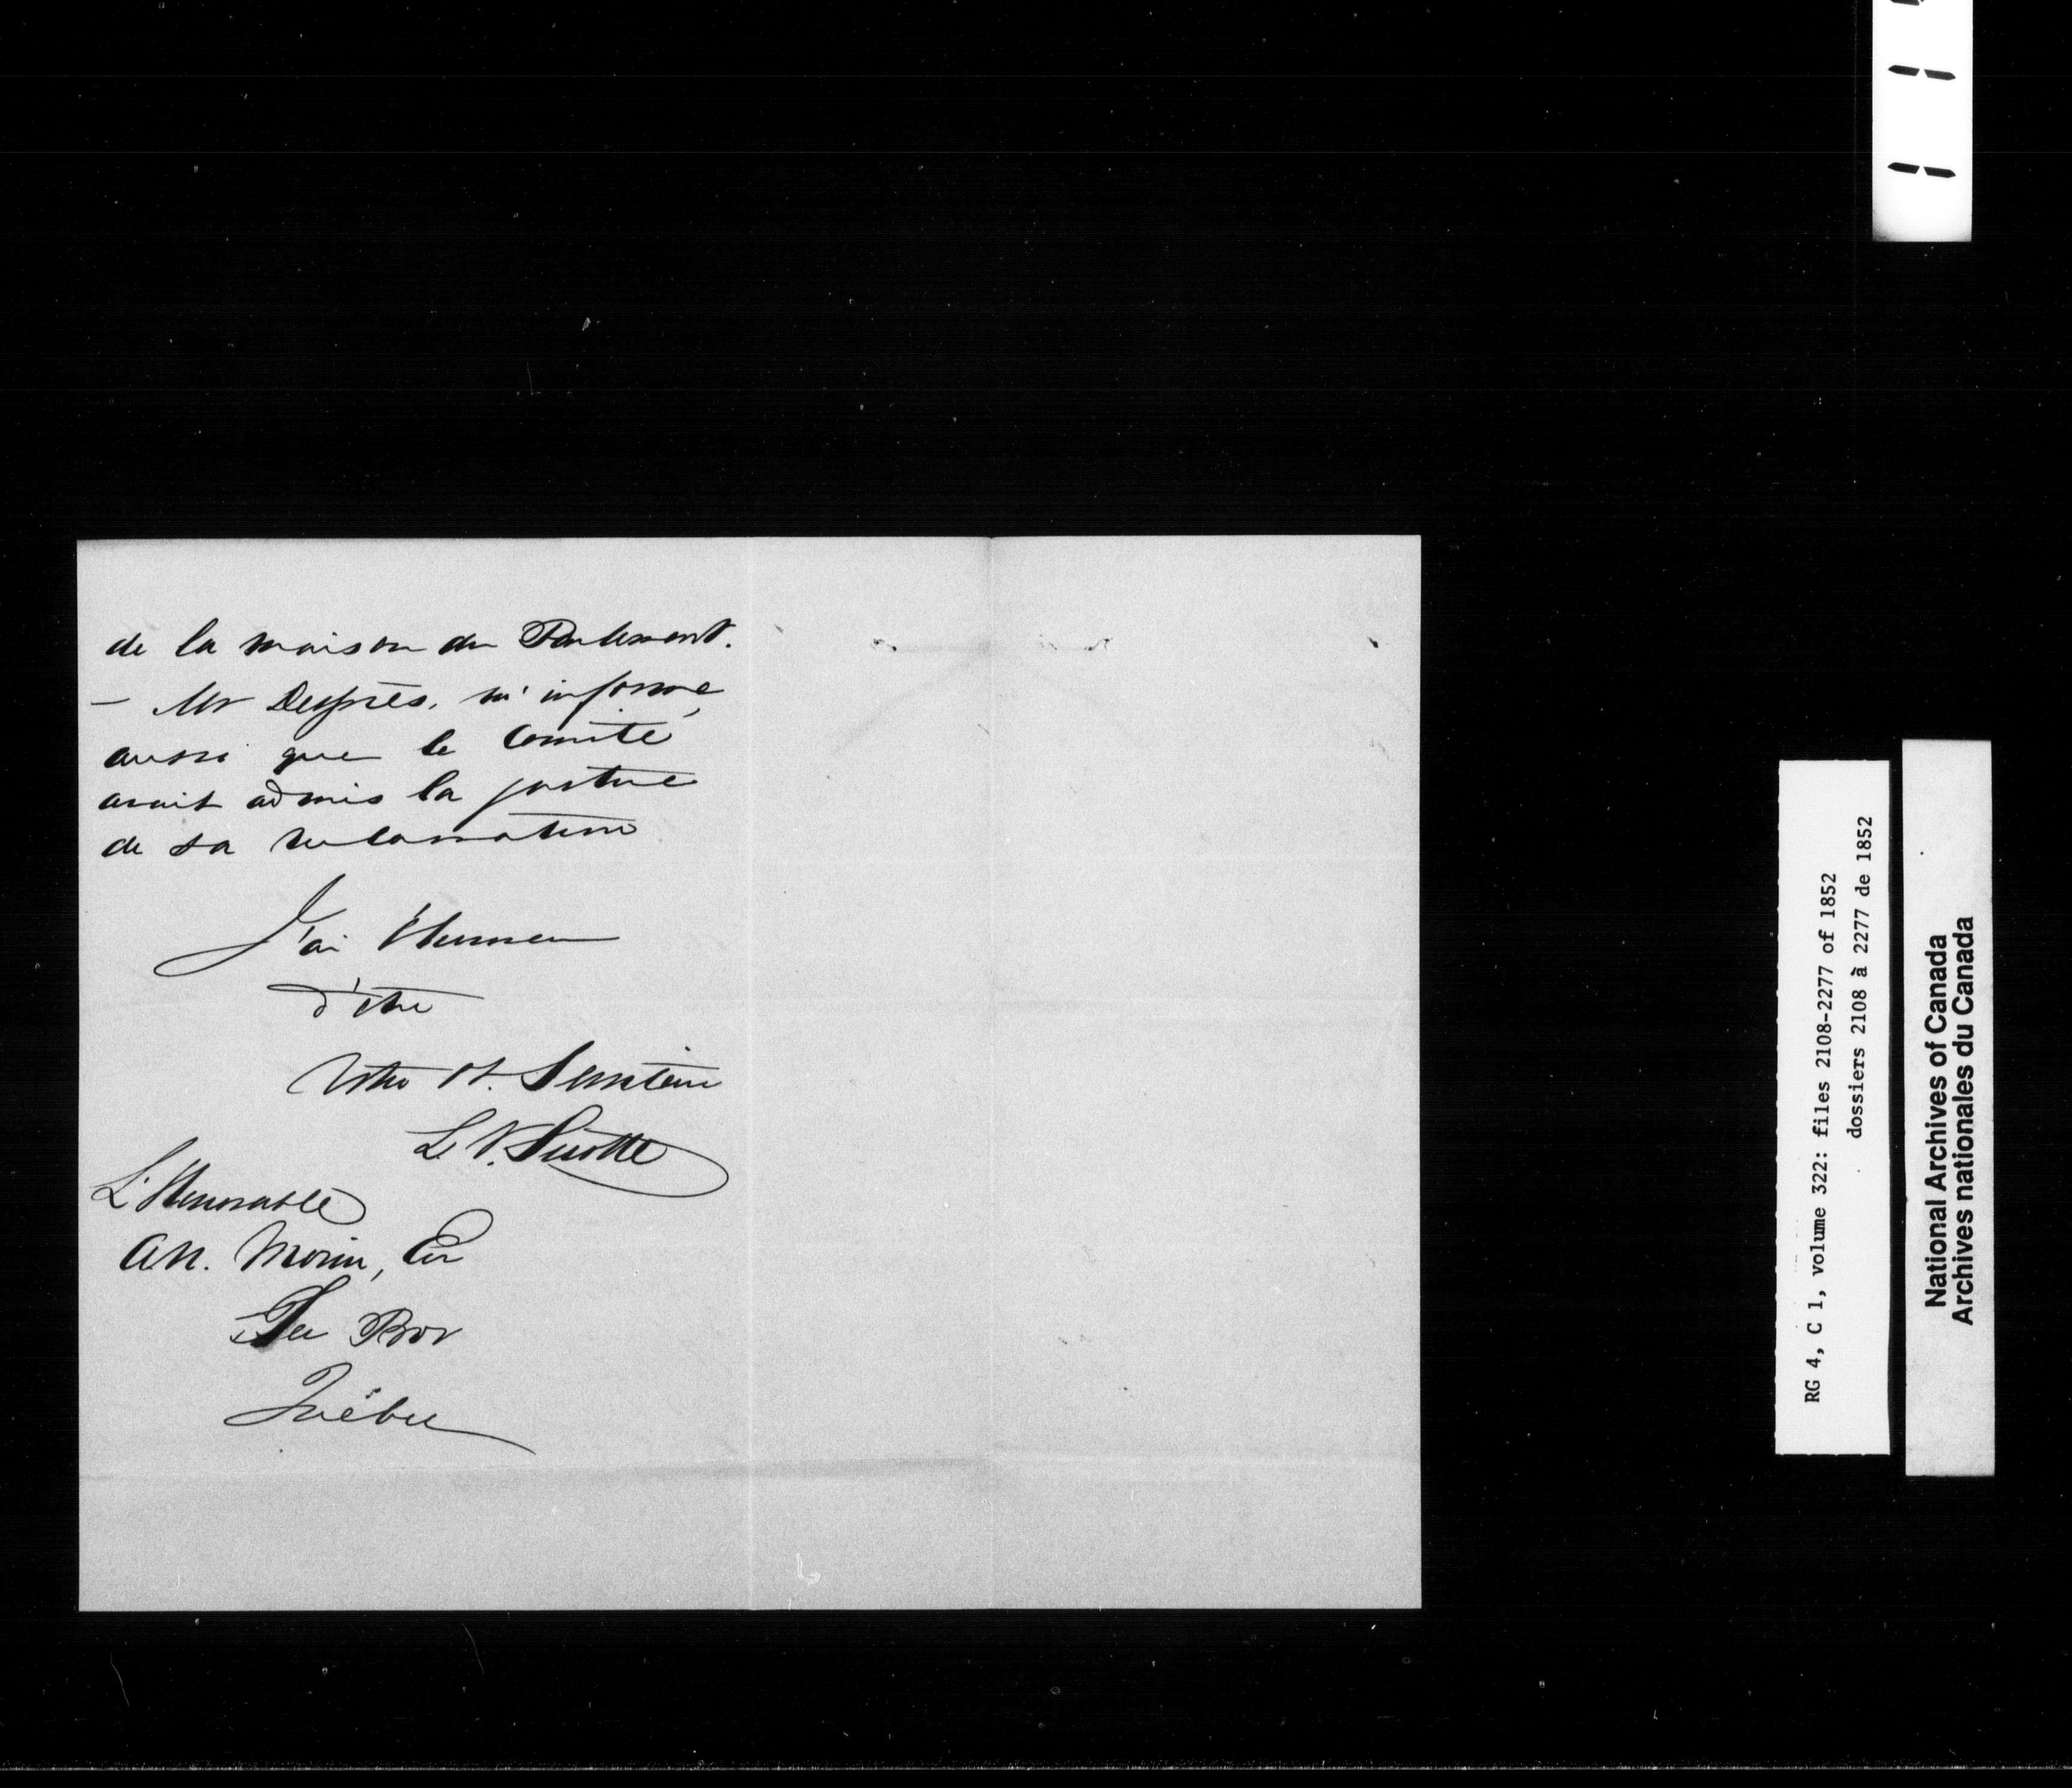 de la maison du Parlement.
– Mr Després, m'informe
aussi que le Comité
avait admis la justice
de sa reclamation
J'ai l'honneur
d'être
Votre Ob. Serviteur
L. V. Sicotte
L'Honorable
A N. Morin, Ecr
Sec Prov
Québec
RG 4, C 1, volume 322: files 2108-2277 of 1852
dossiers 2108 à 2277 de 1852
National Archives of Canada
Archives nationales du Canada